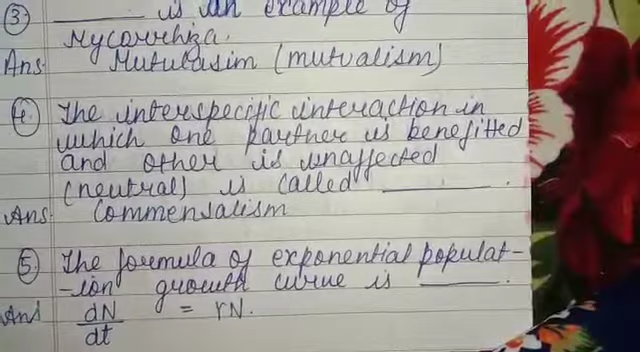 ③ ______ is an example of
Mycorrhiza.
Ans. Mutulasim (mutualism)
④ The interspecific interaction in
which one partner is benefitted
and other is unaffected
(neutral) is called ______.
Ans. Commensalism
⑤ The formula of exponential populat-
-ion growth curve is ______.
Ans dN/dt = rN.